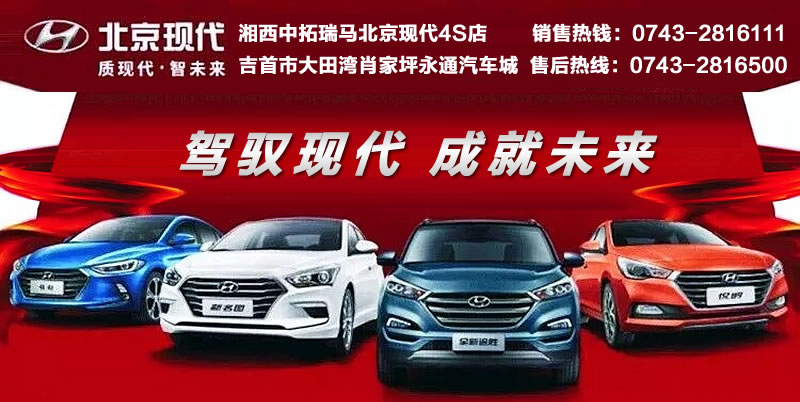 北京现代
质现代·智未来
湘西中拓瑞马北京现代4S店 销售热钱：0743-2816111
吉首市大田湾肖家坪永通汽车城 售后热线：0743-2816500
驾驭现代 成就未来
领动
新名图
全新途胜
悦纳